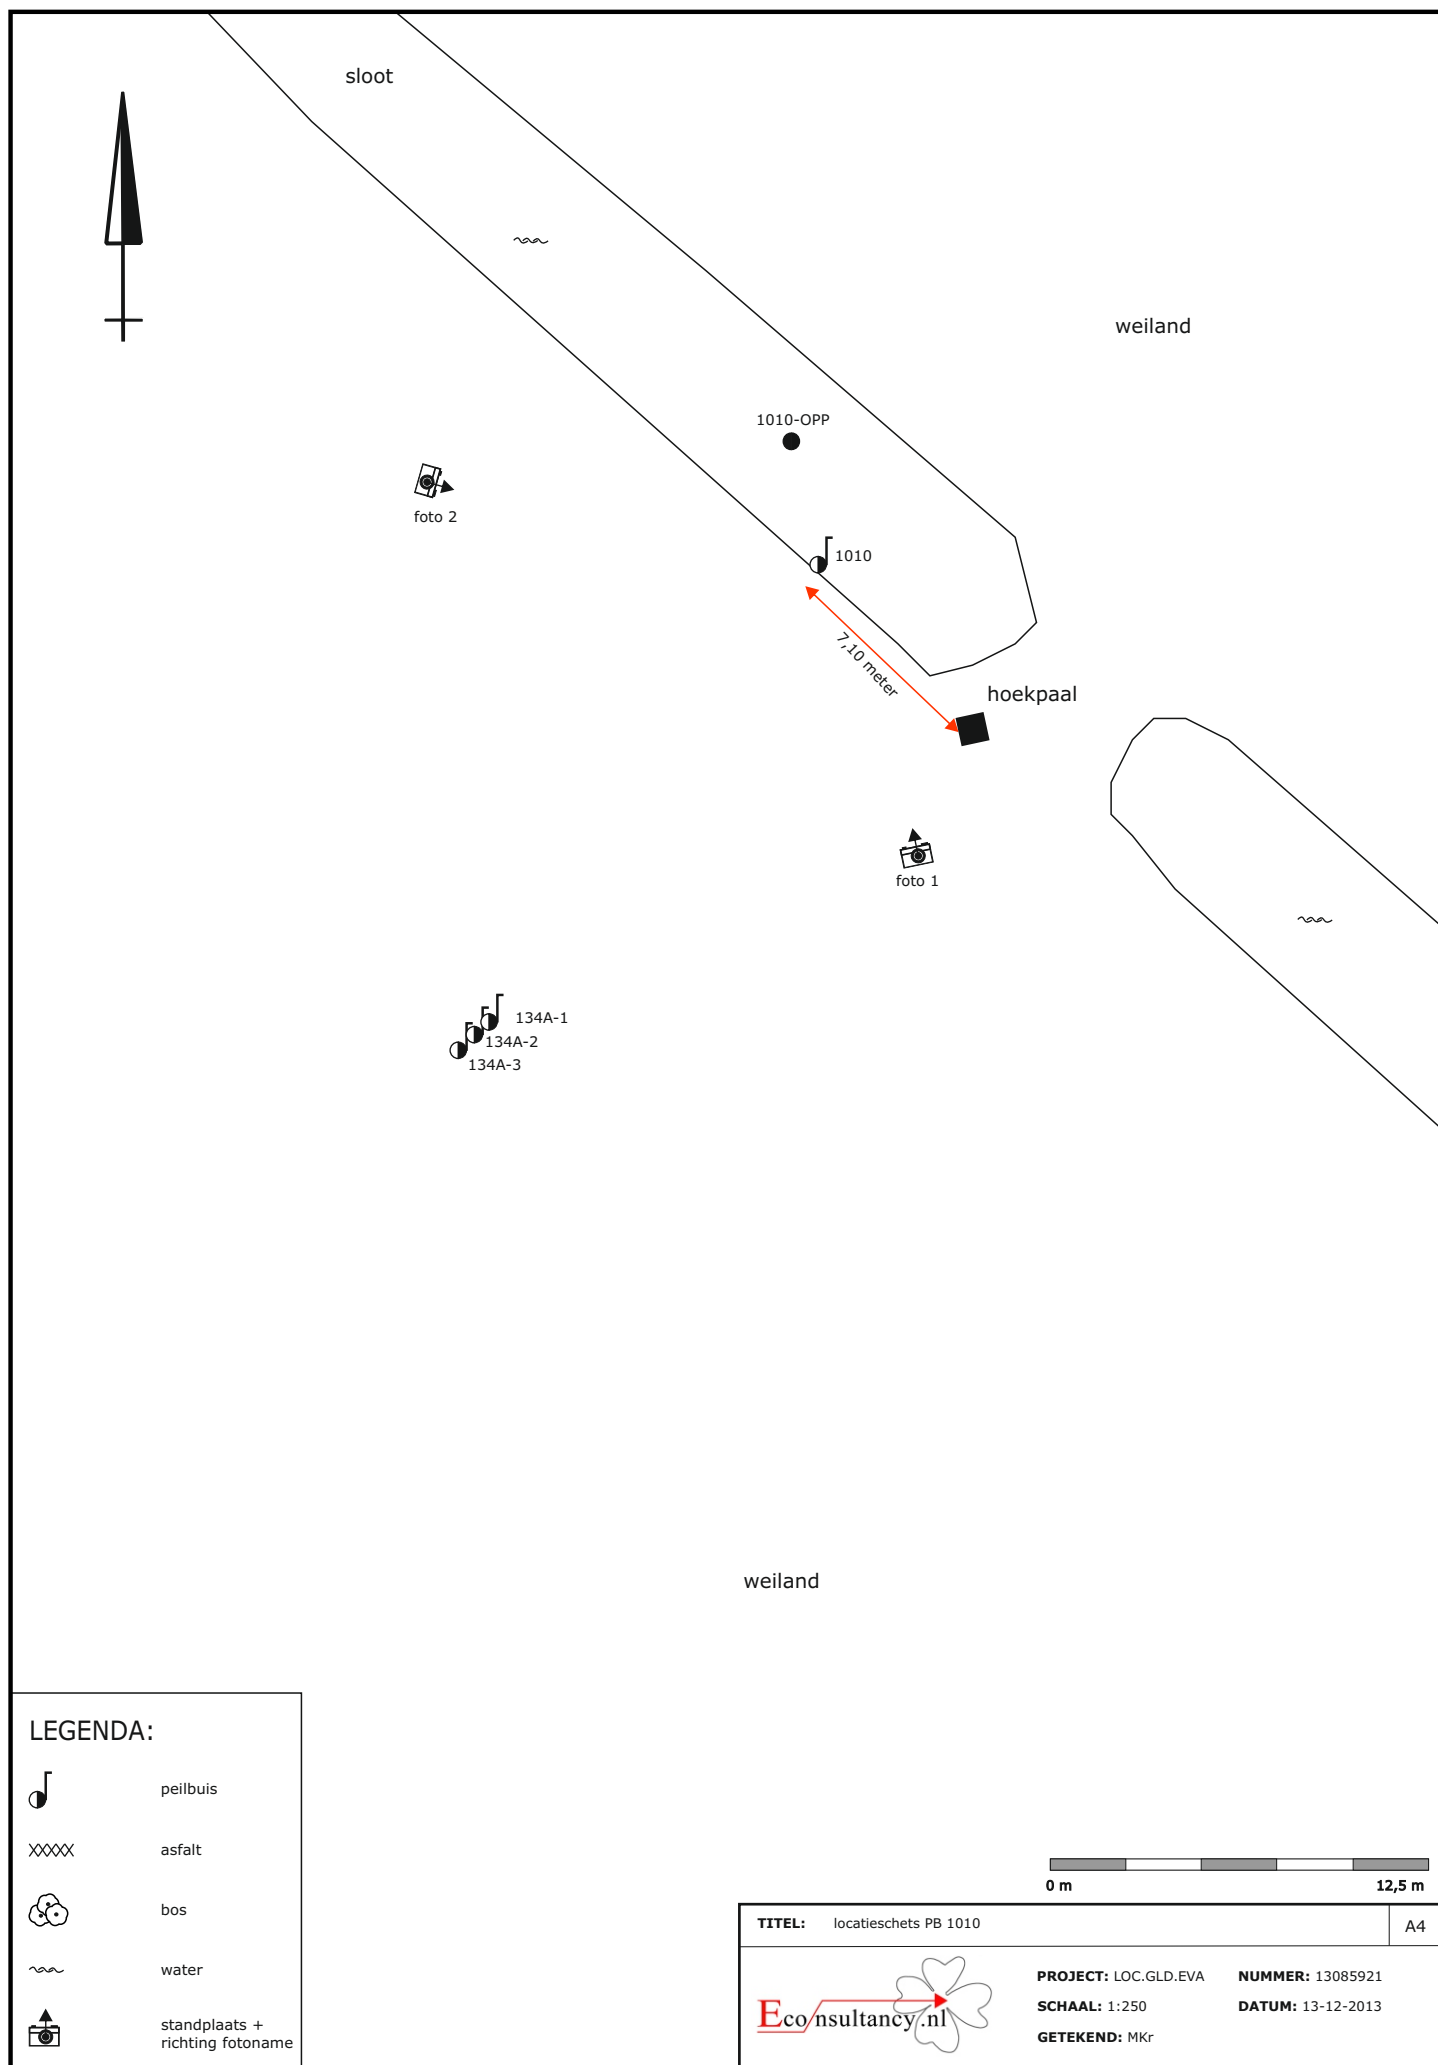 sloot
weiland
1010-OPP
foto 2
1010
7,10 meter
hoekpaal
foto 1
134A-1
134A-2
134A-3
weiland
LEGENDA:
peilbuis
asfalt
bos
water
standplaats +
richting fotoname
0 m 12,5 m
TITEL: locatieschets PB 1010 A4
Econsultancy.nl
PROJECT: LOC.GLD.EVA NUMMER: 13085921
SCHAAL: 1:250 DATUM: 13-12-2013
GETEKEND: MKr